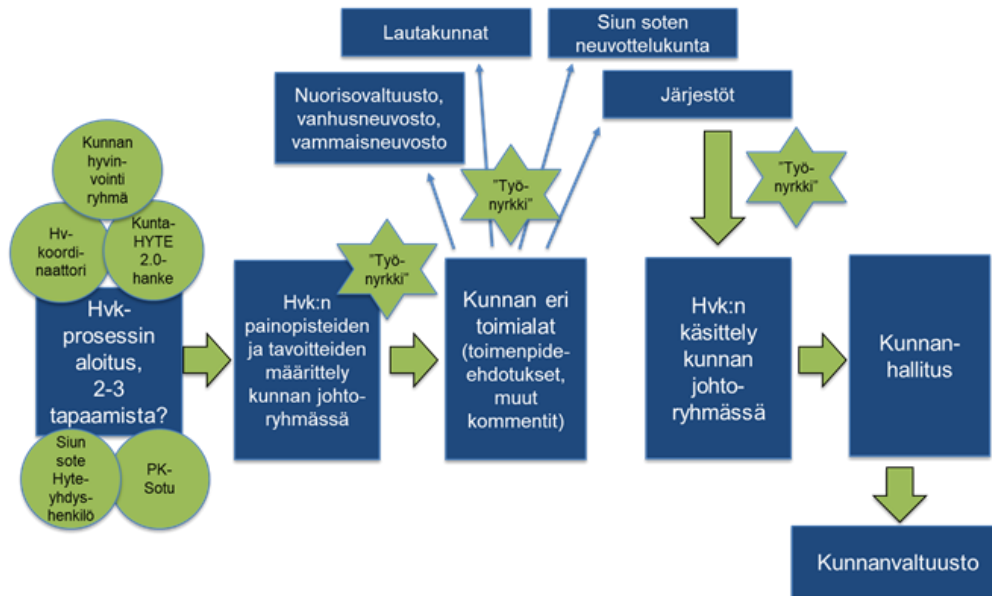 Lautakunnat
Siun soten
neuvottelukunta
Nuorisovaltuusto,
vanhusneuvosto,
vammaisneuvosto
Järjestöt
Kunnan
hyvin-
vointi
ryhmä
Hv-
koordi-
naattori
Kunta-
HYTE
2.0-
hanke
Hvk-
prosessin
aloitus,
2-3
tapaamista?
Siun
sote
Hyte-
yhdys-
henkilö
PK-
Sotu
"Työ-
nyrkki"
Hvk:n
painopisteiden
ja tavoitteiden
määrittely
kunnan johto-
ryhmässä
"Työ-
nyrkki"
Kunnan eri
toimialat
(toimenpide-
ehdotukset,
muut
kommentit)
"Työ-
nyrkki"
Hvk:n
käsittely
kunnan
johto-
ryhmässä
Kunnan-
hallitus
Kunnanvaltuusto